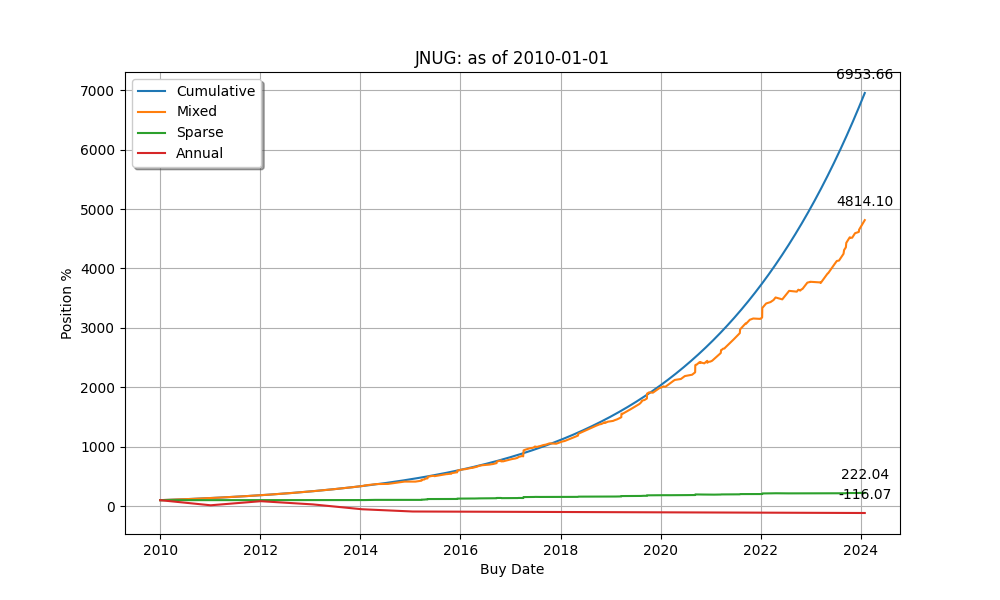 JNUG: as of 2010-01-01
6953.66
7000
Cumulative
Mixed
Sparse
Annual
6000
5000
4814.10
4000
3000
2000
1000
222.04
-116.07
0
Position %
2010 2012 2014 2016 2018 2020 2022 2024
Buy Date